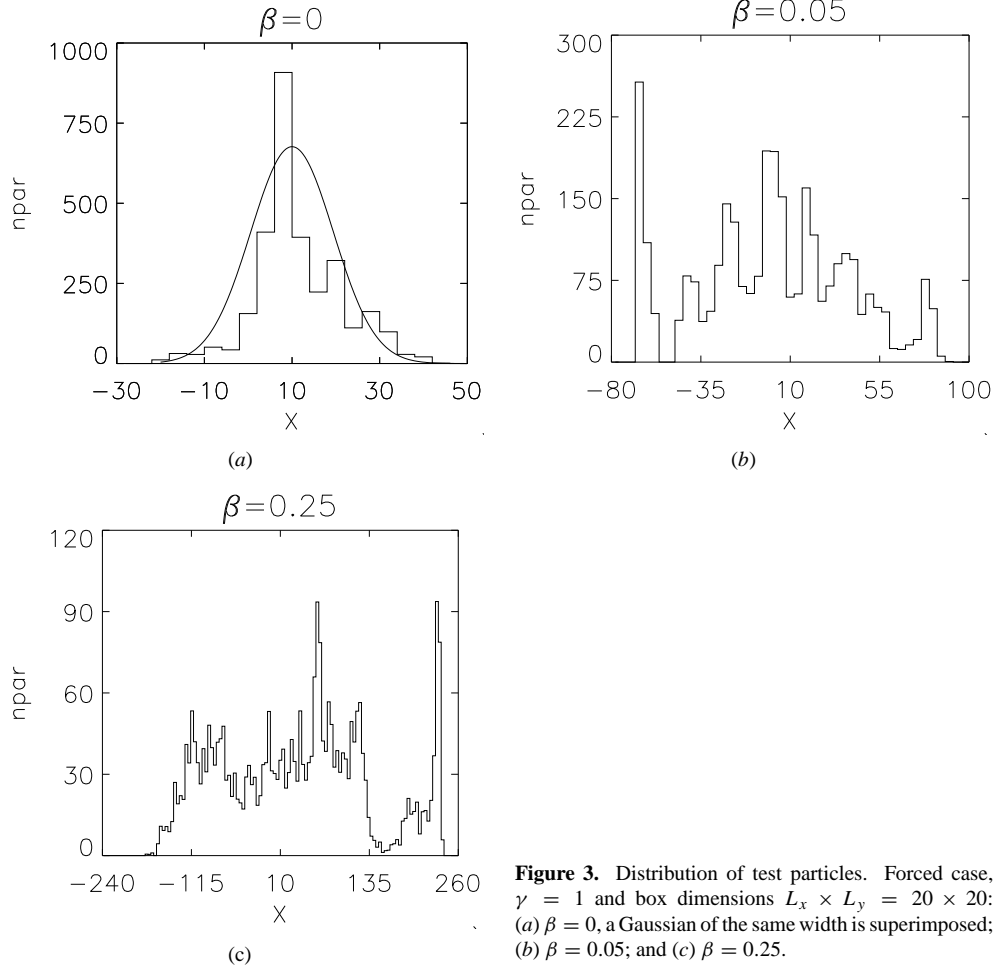 β=0
1000
750
500
250
0
npar
−30 −10 10 30 50
X
(a)
β=0.05
300
225
150
75
0
npar
−80 −35 10 55 100
X
(b)
β=0.25
120
90
60
30
0
npar
−240 −115 10 135 260
X
(c)
Figure 3. Distribution of test particles. Forced case,
γ = 1 and box dimensions Lx × Ly = 20 × 20:
(a) β = 0, a Gaussian of the same width is superimposed;
(b) β = 0.05; and (c) β = 0.25.